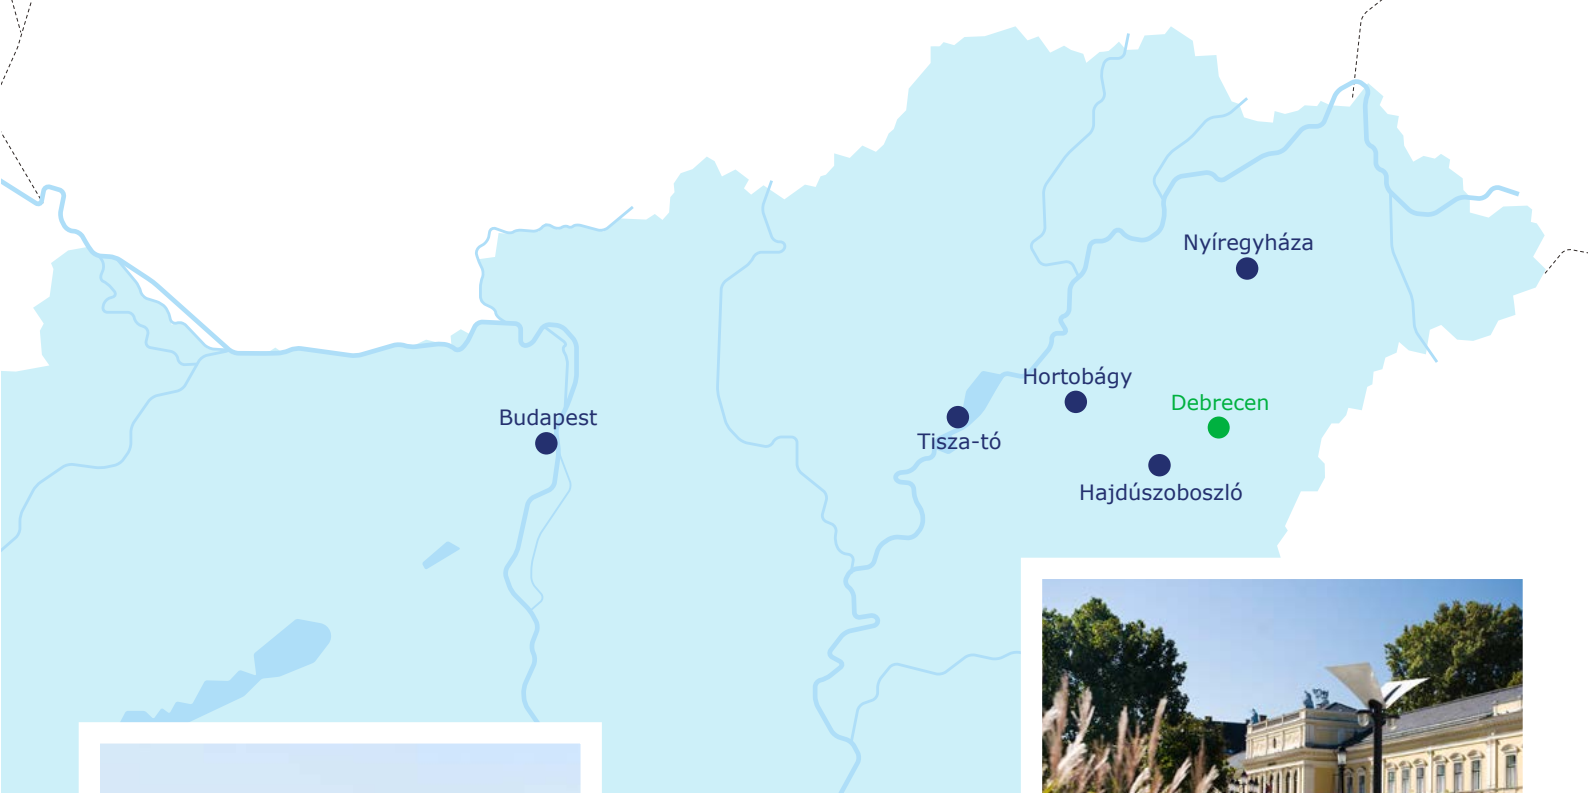 Nyíregyháza
Hortobágy
Debrecen
Budapest
Tisza-tó
Hajdúszoboszló